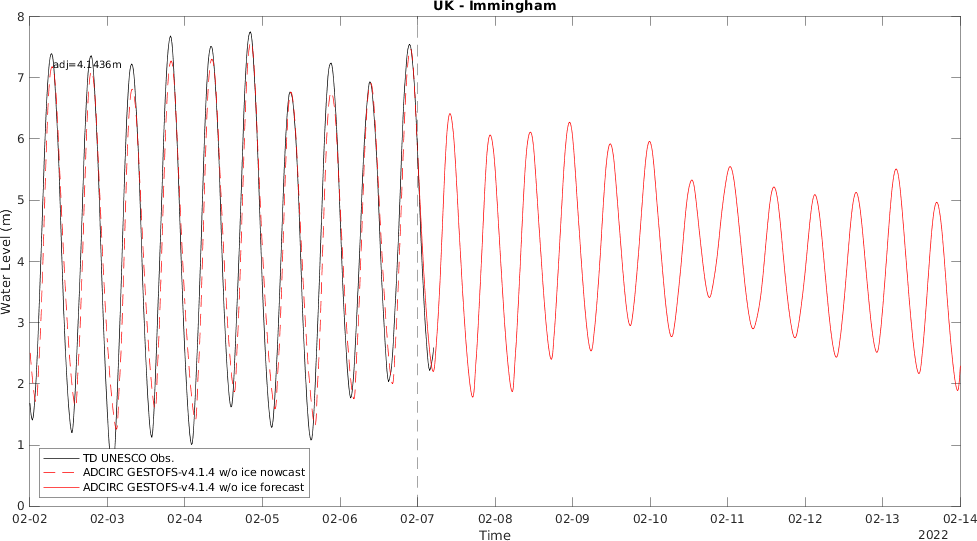 UK - Immingham
8
adj=4.1436m
7
6
5
4
3
2
1
0
Water Level (m)
TD UNESCO Obs.
ADCIRC GESTOFS-v4.1.4 w/o ice nowcast
ADCIRC GESTOFS-v4.1.4 w/o ice forecast
02-02 02-03 02-04 02-05 02-06 02-07 02-08 02-09 02-10 02-11 02-12 02-13 02-14
Time
2022